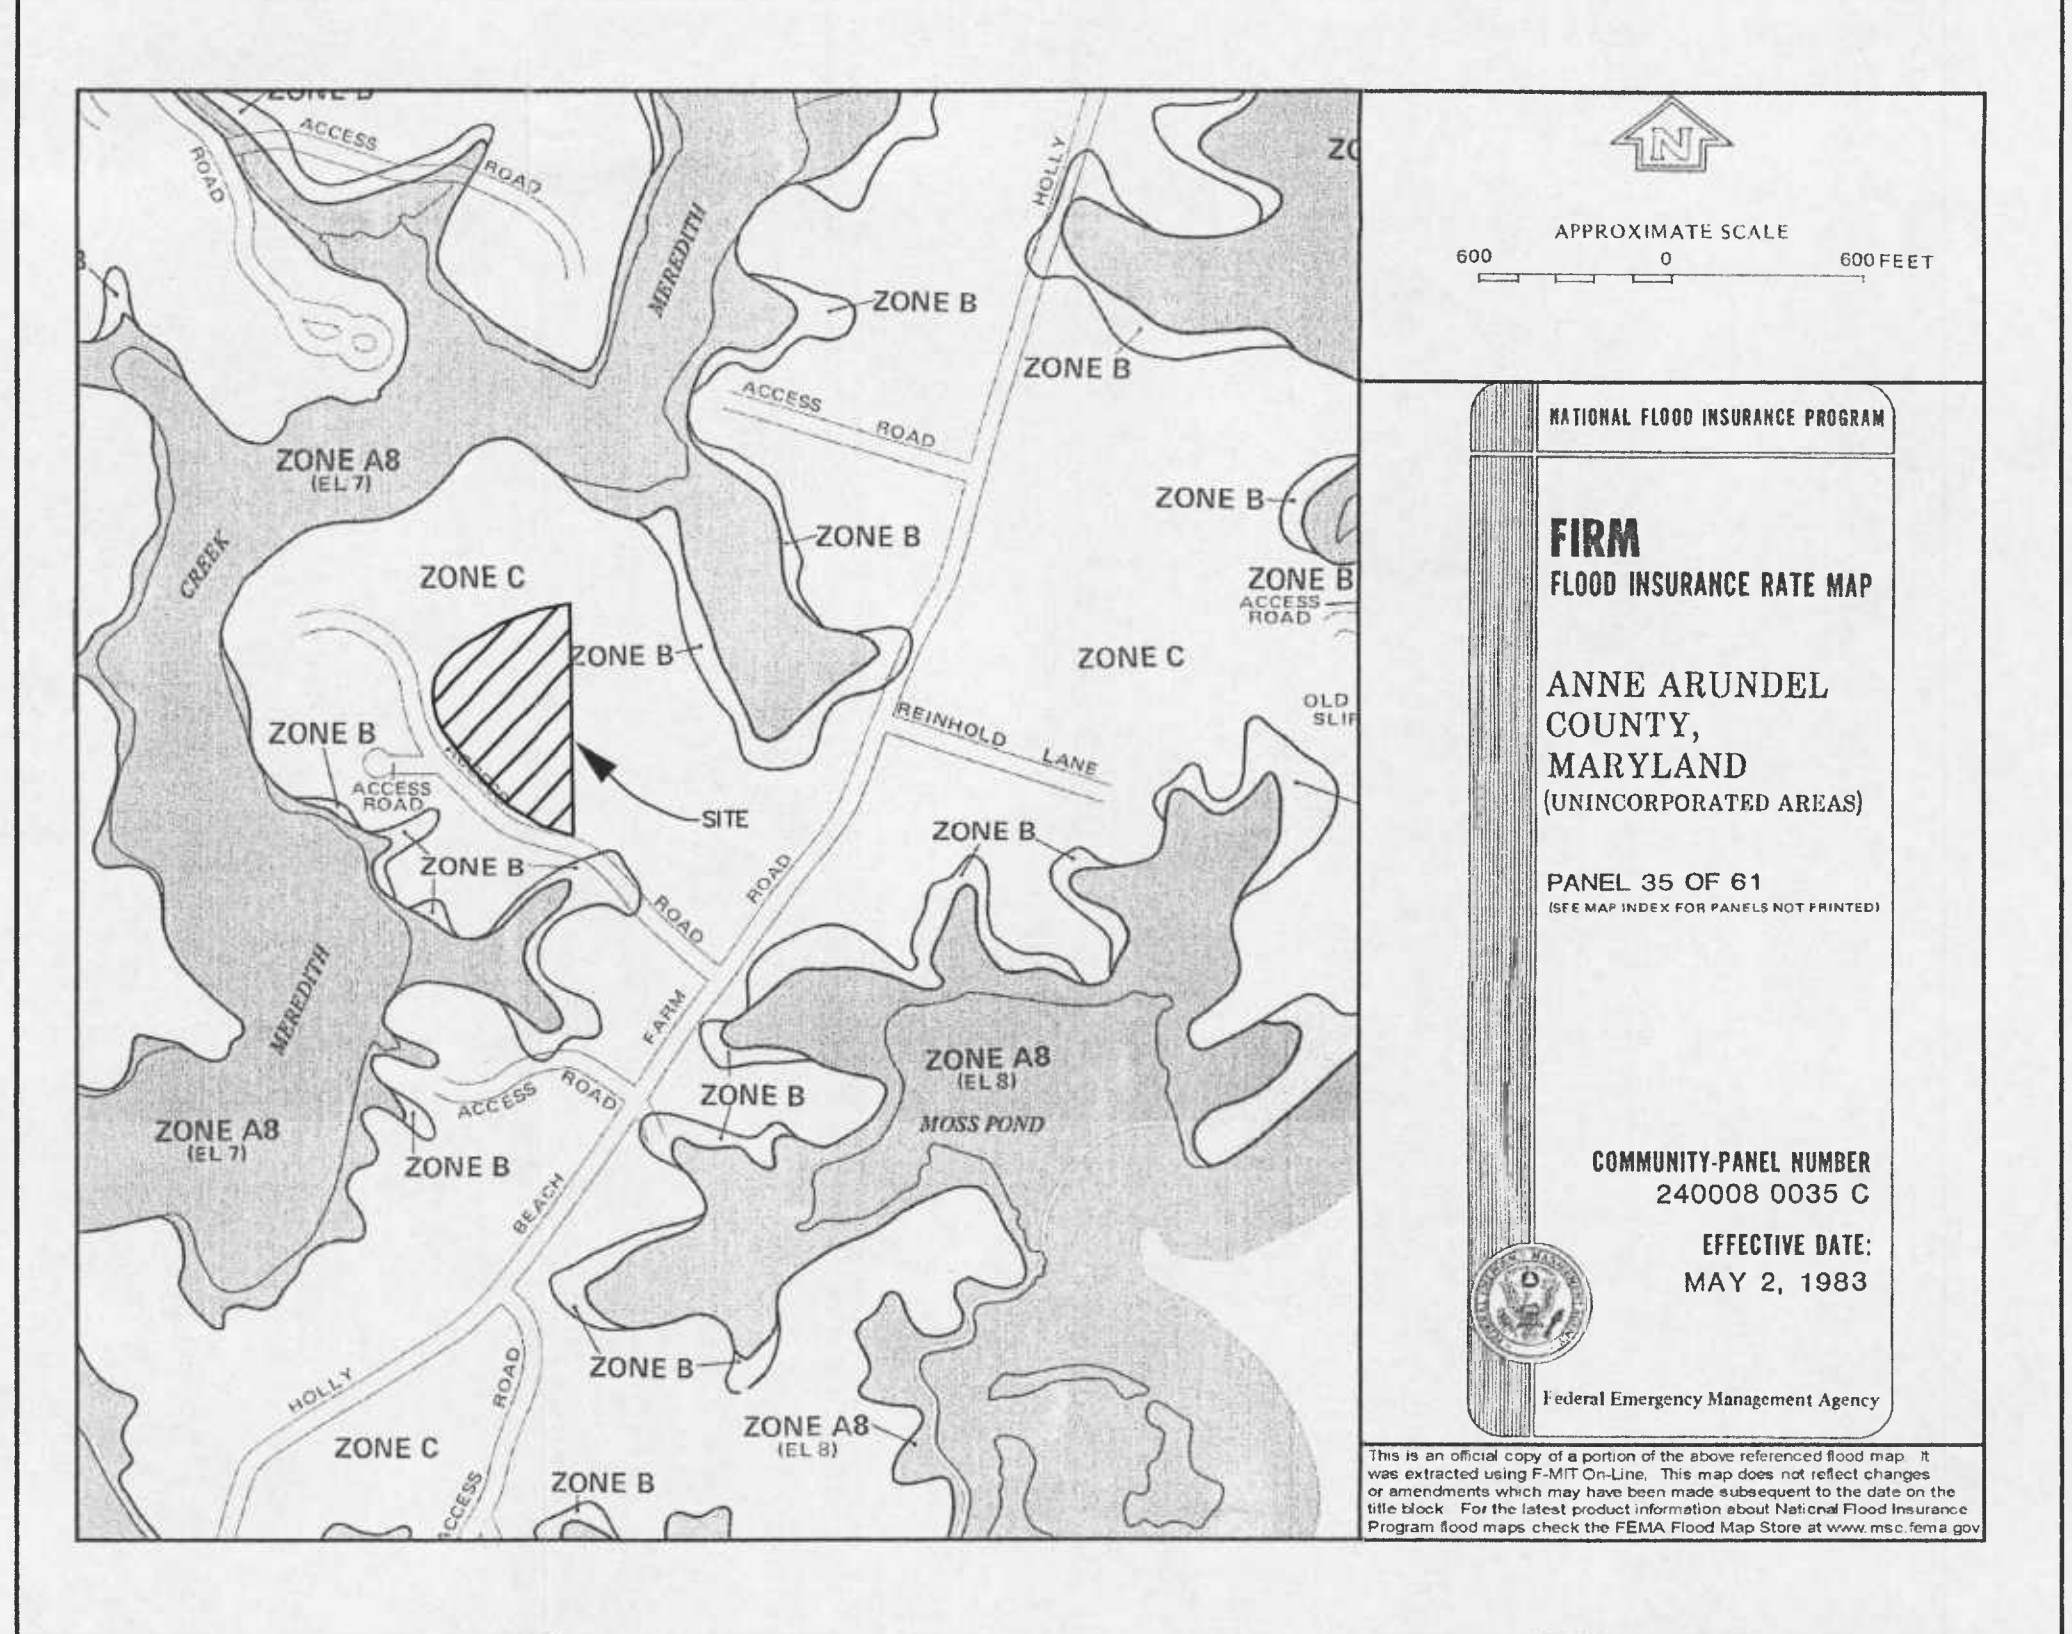 ZONE B
ACCESS
ROAD
ROAD
HOLLY
MEREDITH
ZONE B
ZONE B
ACCESS
ROAD
ZONE A8
(EL 7)
ZONE B
ZONE B
CREEK
ZONE C
ZONE B
ACCESS
ROAD
ZONE B
ZONE C
OLD
REINHOLD
LANE
ZONE B
ACCESS
ROAD
SITE
ZONE B
ZONE B
ROAD
ROAD
MEREDITH
FARM
ZONE A8
(EL 8)
MOSS POND
ACCESS
ROAD
ZONE B
ZONE A8
(EL 7)
ZONE B
BEACH
HOLLY
ROAD
ZONE B
ZONE A8
(EL 8)
ZONE C
ZONE B
ACCESS
N
APPROXIMATE SCALE
600 0 600 FEET
NATIONAL FLOOD INSURANCE PROGRAM
FIRM
FLOOD INSURANCE RATE MAP
ANNE ARUNDEL
COUNTY,
MARYLAND
(UNINCORPORATED AREAS)
PANEL 35 OF 61
(SEE MAP INDEX FOR PANELS NOT PRINTED)
COMMUNITY-PANEL NUMBER
240008 0035 C
EFFECTIVE DATE:
MAY 2, 1983
Federal Emergency Management Agency
This is an official copy of a portion of the above referenced flood map. It
was extracted using F-MIT On-Line. This map does not reflect changes
or amendments which may have been made subsequent to the date on the
title block. For the latest product information about National Flood Insurance
Program flood maps check the FEMA Flood Map Store at www.msc.fema.gov